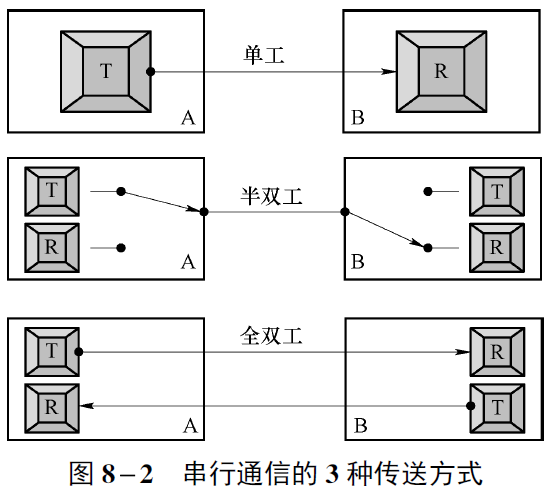 T 单工 R
A B
T 半双工 T
R R
A B
T 全双工 R
R T
A B
图 8-2 串行通信的 3 种传送方式